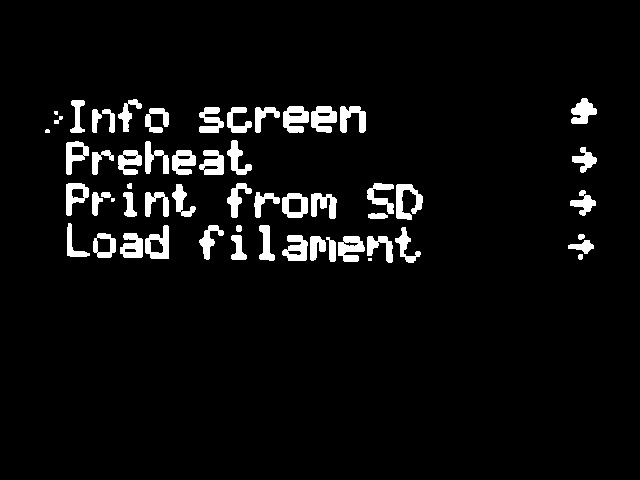 >Info screen ↑
Preheat →
Print from SD →
Load filament →